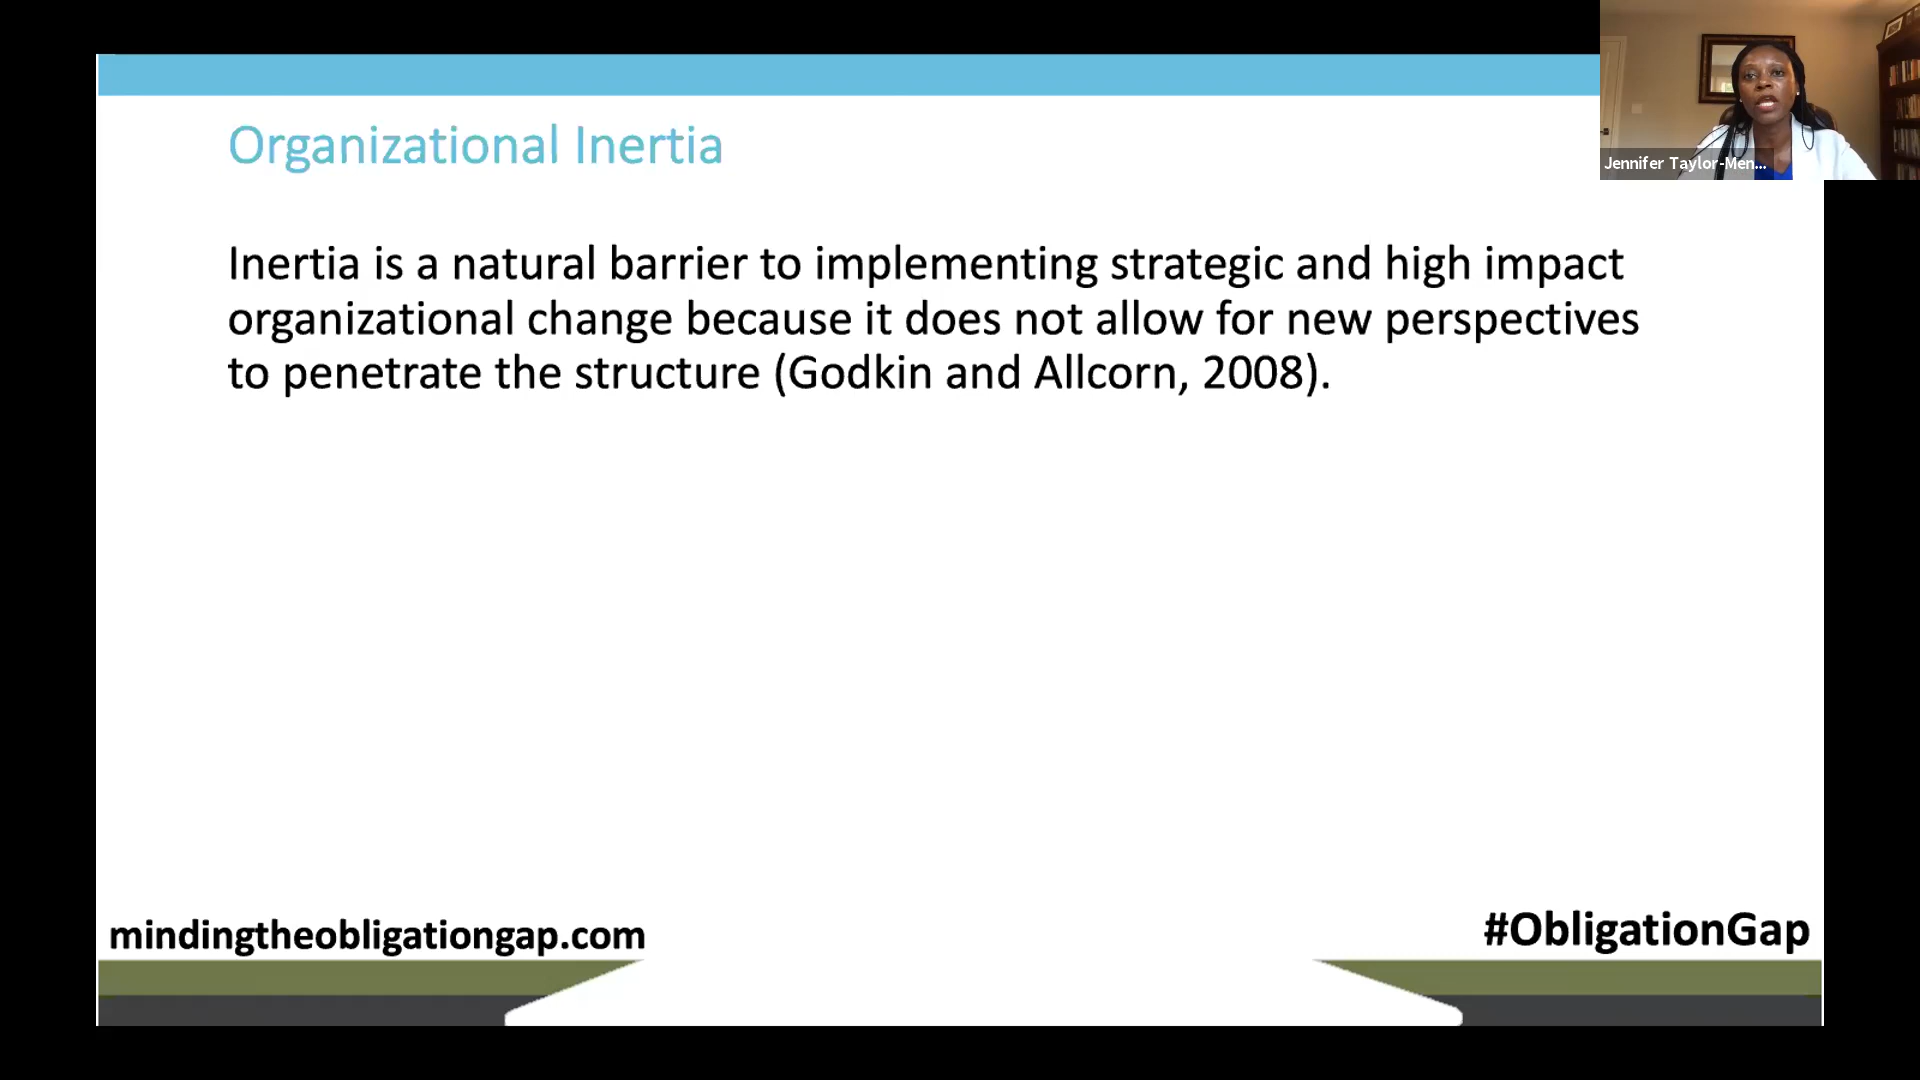 Organizational Inertia
Jennifer Taylor-Men...
Inertia is a natural barrier to implementing strategic and high impact
organizational change because it does not allow for new perspectives
to penetrate the structure (Godkin and Allcorn, 2008).
mindingtheobligationgap.com
#ObligationGap